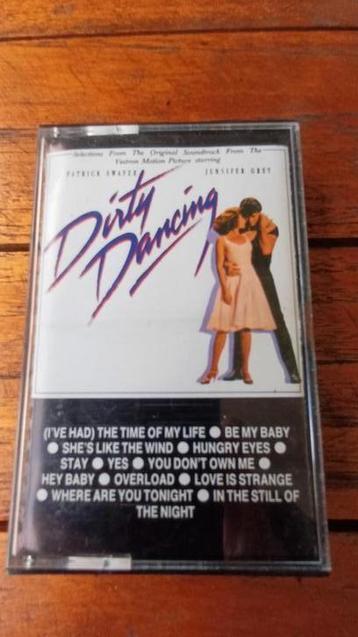 Selections From The Original Soundtrack From The
Vestron Motion Picture starring
PATRICK SWAYZE JENNIFER GREY
Dirty
Dancing
(I'VE HAD) THE TIME OF MY LIFE ● BE MY BABY
● SHE'S LIKE THE WIND ● HUNGRY EYES ●
STAY ● YES ● YOU DON'T OWN ME ●
HEY BABY ● OVERLOAD ● LOVE IS STRANGE
● WHERE ARE YOU TONIGHT ● IN THE STILL OF
THE NIGHT